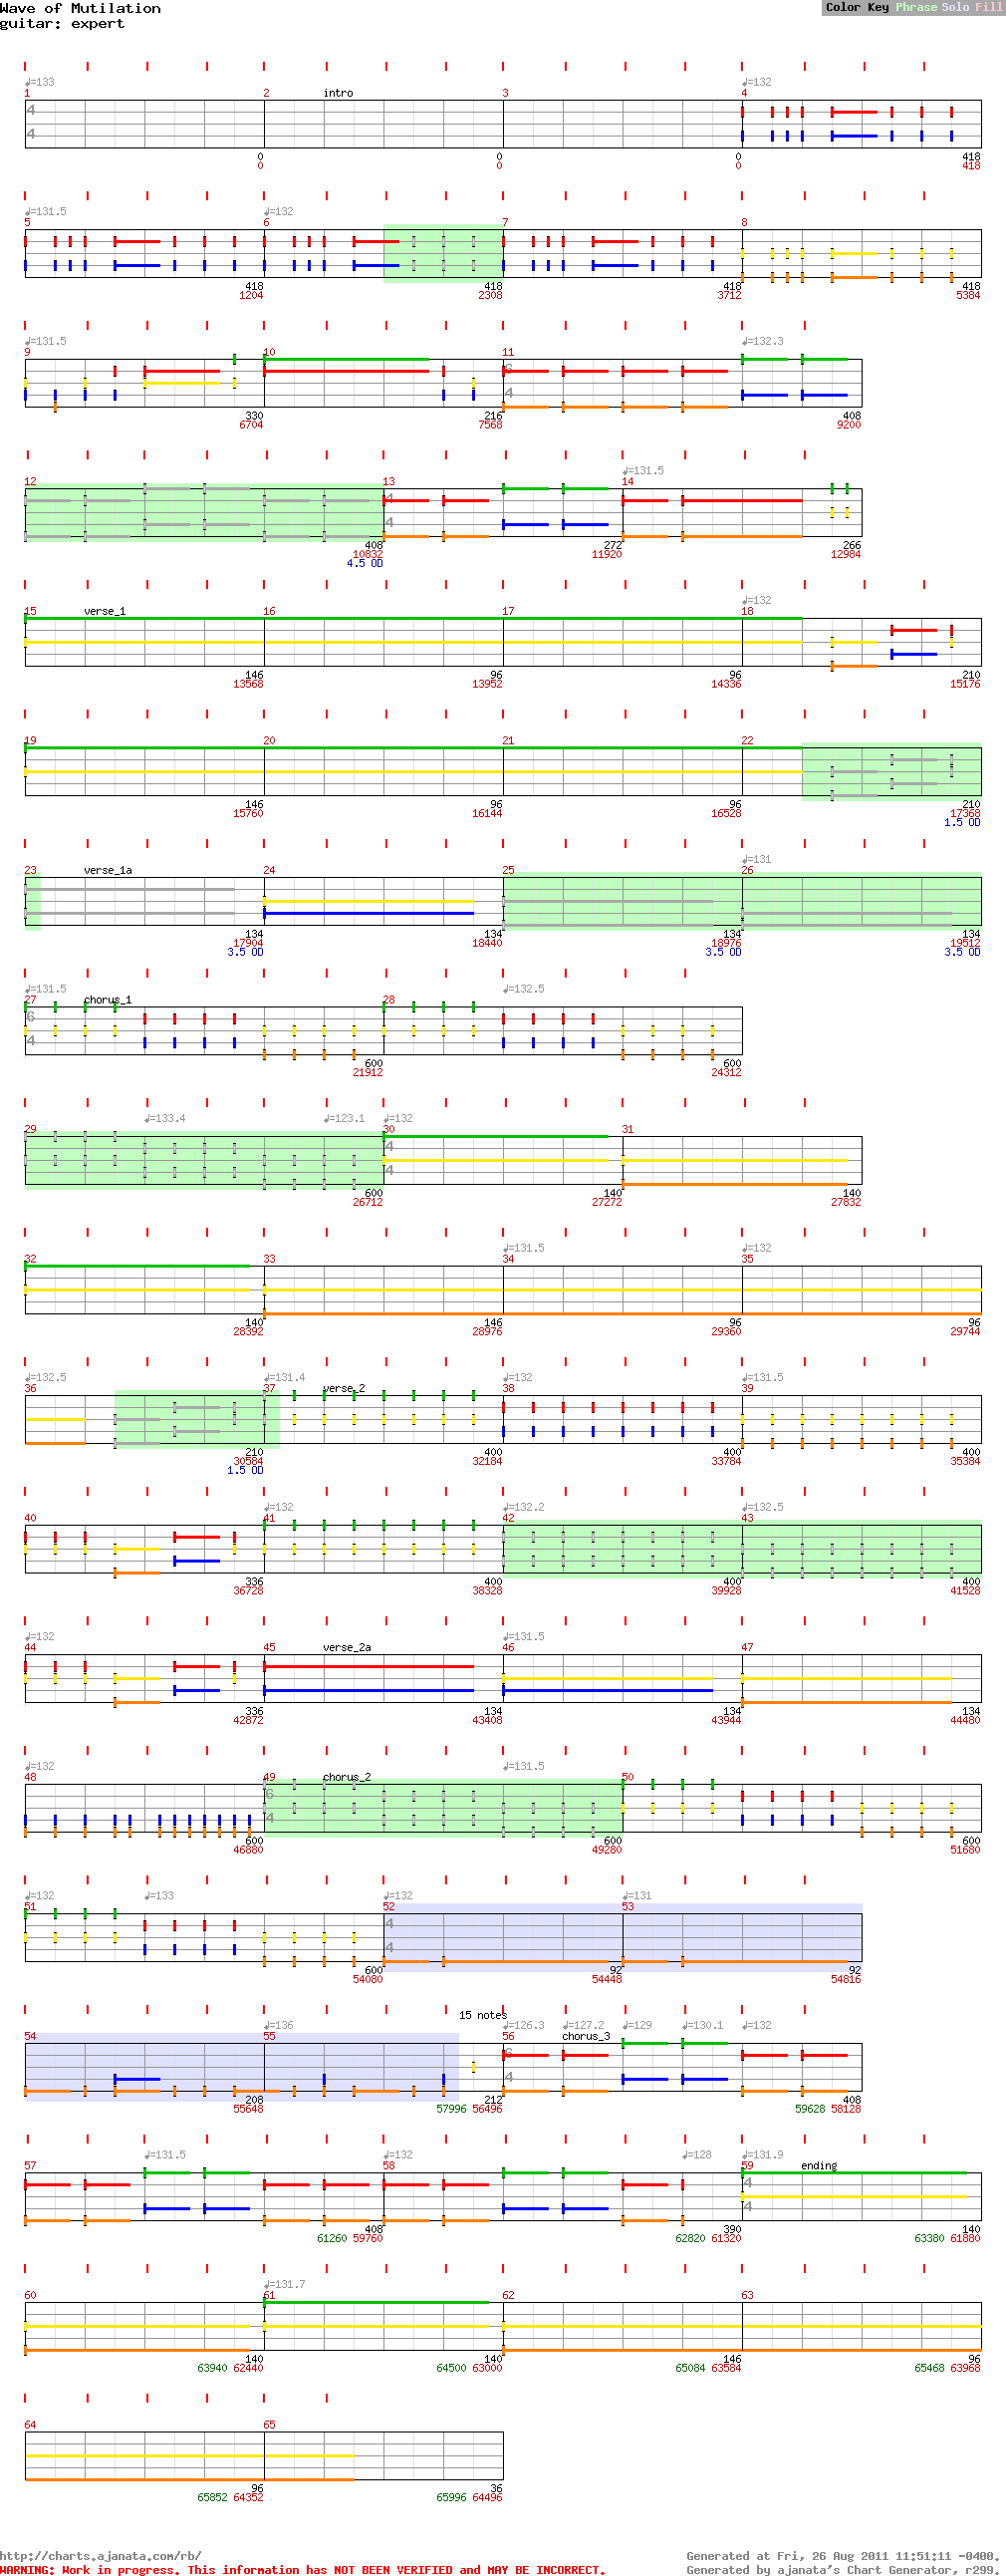 Wave of Mutilation
guitar: expert
Color Key Phrase Solo Fill
♩=133 ♩=132
1 2 intro 3 4
4
4
0 0 0 418
0 0 0 418
♩=131.5 ♩=132
5 6 7 8
418 418 418 418
1204 2308 3712 5384
♩=131.5 ♩=132.3
9 10 11
6
4
330 216 408
6704 7568 9200
♩=131.5
12 13 14
4
4
408 272 266
10832 11920 12984
4.5 OD
♩=132
15 verse_1 16 17 18
146 96 96 210
13568 13952 14336 15176
19 20 21 22
146 96 96 210
15760 16144 16528 17368
1.5 OD
♩=131
23 verse_1a 24 25 26
134 134 134 134
17904 18440 18976 19512
3.5 OD 3.5 OD 3.5 OD
♩=131.5 ♩=132.5
27 chorus_1 28
6
4
600 600
21912 24312
♩=133.4 ♩=123.1 ♩=132
29 30 31
4
4
600 140 140
26712 27272 27832
♩=131.5 ♩=132
32 33 34 35
140 146 96 96
28392 28976 29360 29744
♩=132.5 ♩=131.4 ♩=132 ♩=131.5
36 37 verse_2 38 39
210 400 400 400
30584 32184 33784 35384
1.5 OD
♩=132 ♩=132.2 ♩=132.5
40 41 42 43
336 400 400 400
36728 38328 39928 41528
♩=132 ♩=131.5
44 45 verse_2a 46 47
336 134 134 134
42872 43408 43944 44480
♩=132 ♩=131.5
48 49 chorus_2 50
6
4
600 600 600
46880 49280 51680
♩=132 ♩=133 ♩=132 ♩=131
51 52 53
4
4
600 92 92
54080 54448 54816
15 notes
♩=136 ♩=126.3 ♩=127.2 ♩=129 ♩=130.1 ♩=132
54 55 56 chorus_3
6
4
208 212 408
55648 57996 56496 59628 58128
♩=131.5 ♩=132 ♩=128 ♩=131.9
57 58 59 ending
4
4
408 390 140
61260 59760 62820 61320 63380 61880
♩=131.7
60 61 62 63
140 140 146 96
63940 62440 64500 63000 65084 63584 65468 63968
64 65
96 36
65852 64352 65996 64496
http://charts.ajanata.com/rb/
Generated at Fri, 26 Aug 2011 11:51:11 -0400.
WARNING: Work in progress. This information has NOT BEEN VERIFIED and MAY BE INCORRECT.
Generated by ajanata's Chart Generator, r299.